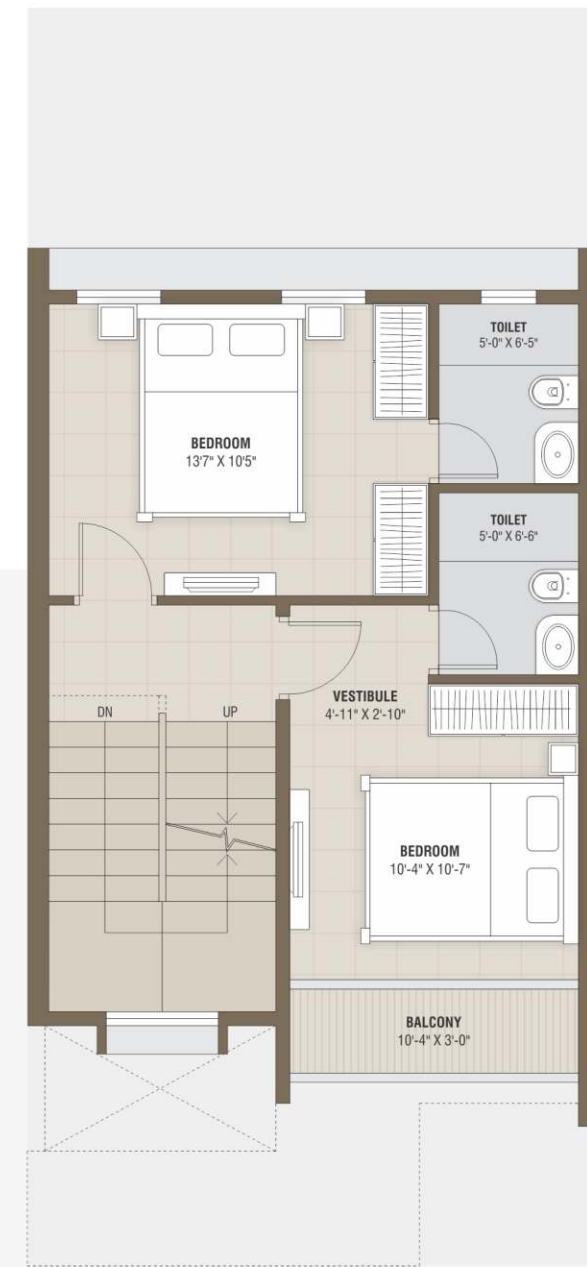 TOILET
5'-0" X 6'-5"
BEDROOM
13'7" X 10'5"
TOILET
5'-0" X 6'-6"
VESTIBULE
4'-11" X 2'-10"
DN
UP
BEDROOM
10'-4" X 10'-7"
BALCONY
10'-4" X 3'-0"